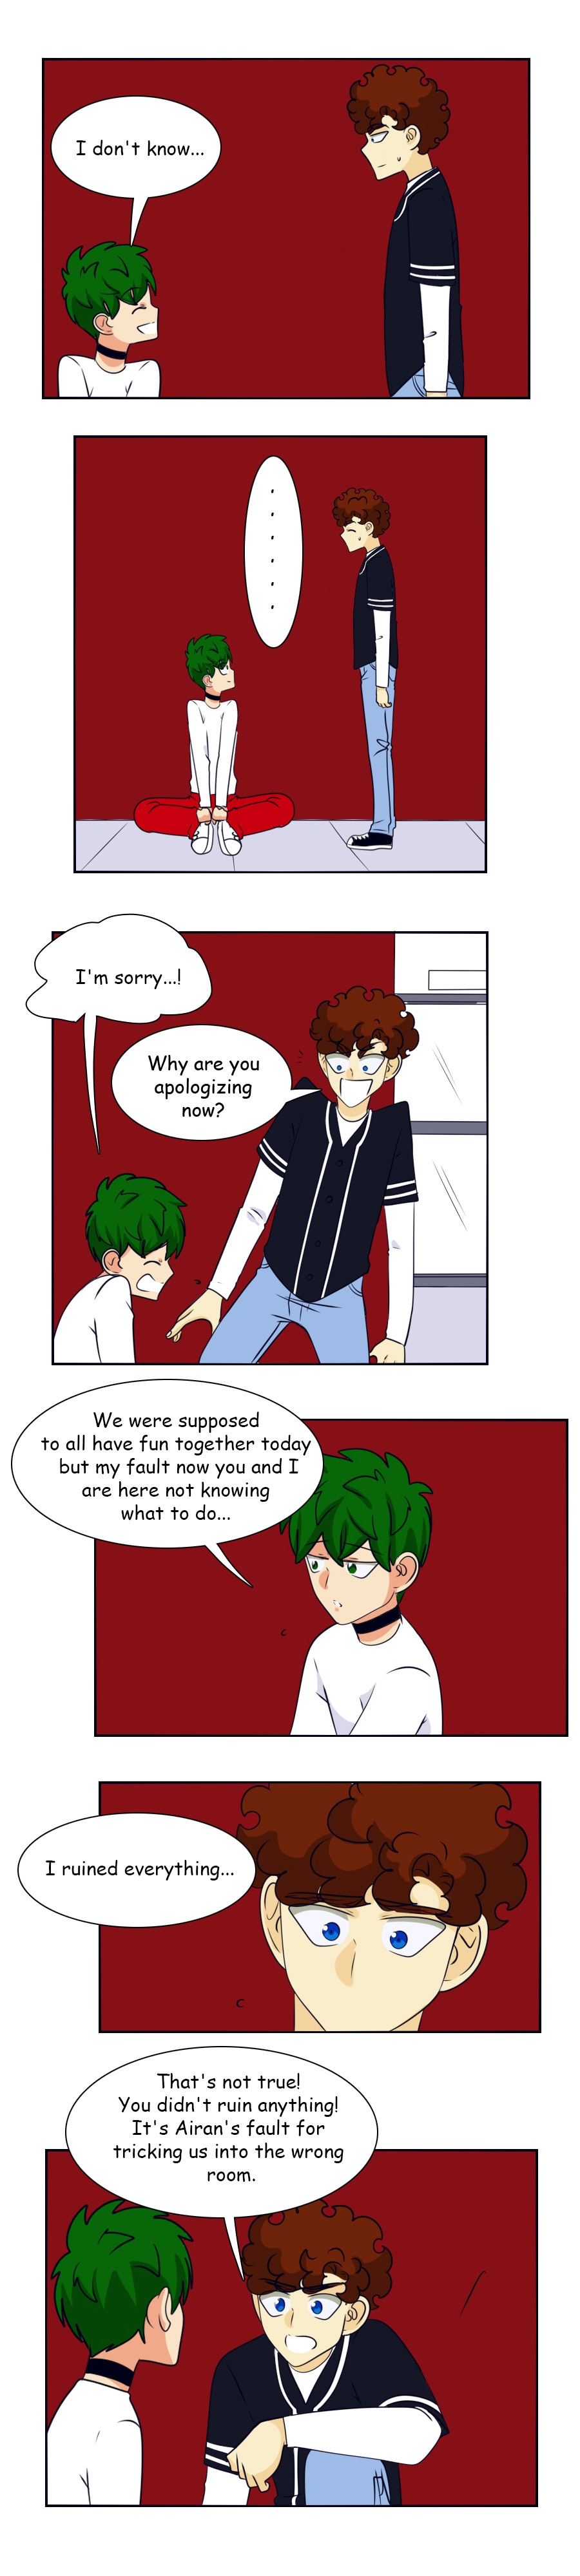 I don't know...
......
I'm sorry...!
Why are you
apologizing
now?
We were supposed
to all have fun together today
but my fault now you and I
are here not knowing
what to do...
I ruined everything...
That's not true!
You didn't ruin anything!
It's Airan's fault for
tricking us into the wrong
room.